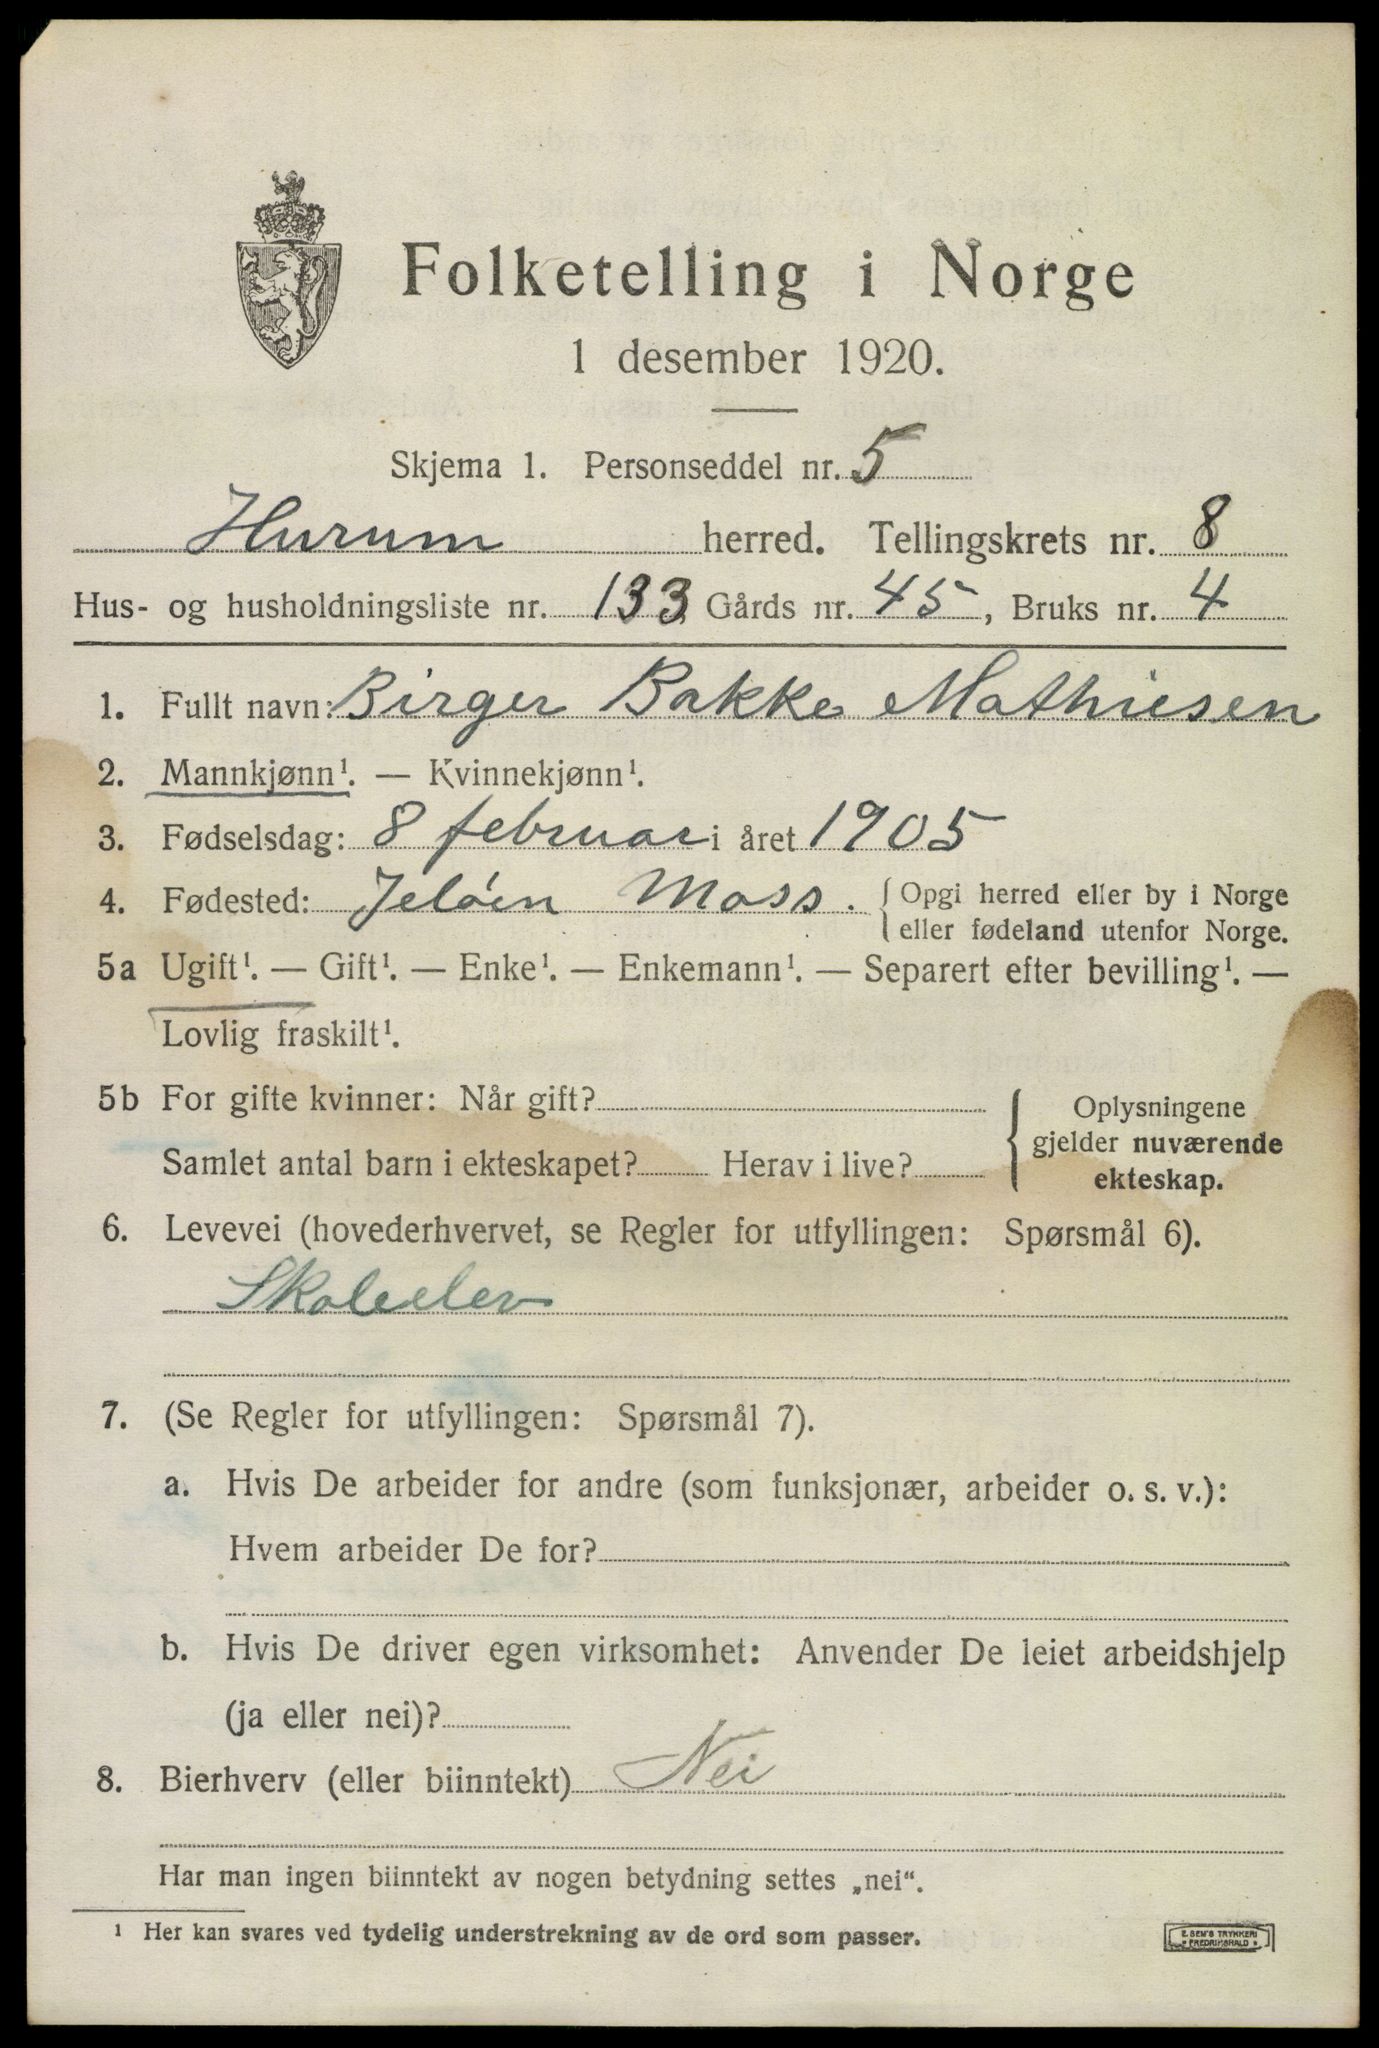 Folketelling i Norge
1 desember 1920.
Skjema 1. Personseddel nr. 5
Hurum herred. Tellingskrets nr. 8
Hus- og husholdningsliste nr. 133, Gårds nr. 45, Bruks nr. 4
1. Fullt navn: Birger Bakke Mathiesen
2. Mannkjønn¹. — Kvinnekjønn¹.
3. Fødselsdag: 8 februar i året 1905
4. Fødested: Jeløen Moss. { Opgi herred eller by i Norge
eller fødeland utenfor Norge.
5a Ugift¹. — Gift¹. — Enke¹. — Enkemann¹. — Separert efter bevilling¹. —
Lovlig fraskilt¹.
5b For gifte kvinner: Når gift? { Oplysningene
gjelder nuværende
Samlet antal barn i ekteskapet? Herav i live? ekteskap.
6. Levevei (hovederhvervet, se Regler for utfyllingen: Spørsmål 6).
Skoleelev
7. (Se Regler for utfyllingen: Spørsmål 7).
a. Hvis De arbeider for andre (som funksjonær, arbeider o. s. v.):
Hvem arbeider De for?
b. Hvis De driver egen virksomhet: Anvender De leiet arbeidshjelp
(ja eller nei)?
8. Bierhverv (eller biinntekt) Nei
Har man ingen biinntekt av nogen betydning settes „nei“.
¹ Her kan svares ved tydelig understrekning av de ord som passer.
E. SEM'S TRYKKERI
• FREDRIKSHALD •